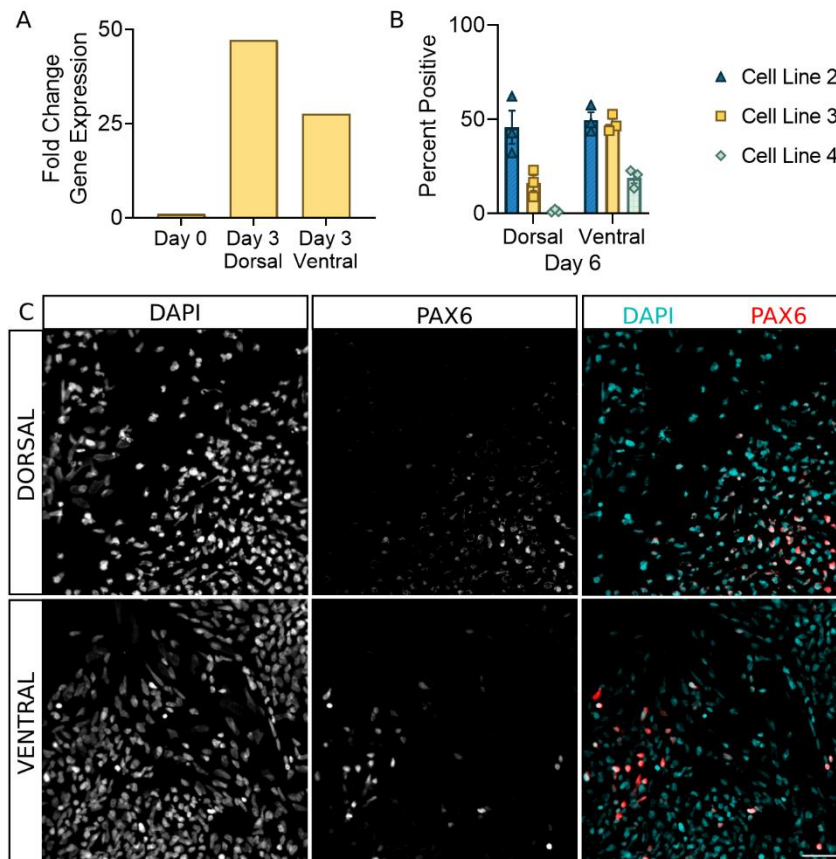 A
50
25
0
Fold Change
Gene Expression
Day 0
Day 3
Dorsal
Day 3
Ventral
B
100
50
0
Percent Positive
Dorsal
Ventral
Day 6
Cell Line 2
Cell Line 3
Cell Line 4
C
DAPI
PAX6
DAPI PAX6
DORSAL
VENTRAL